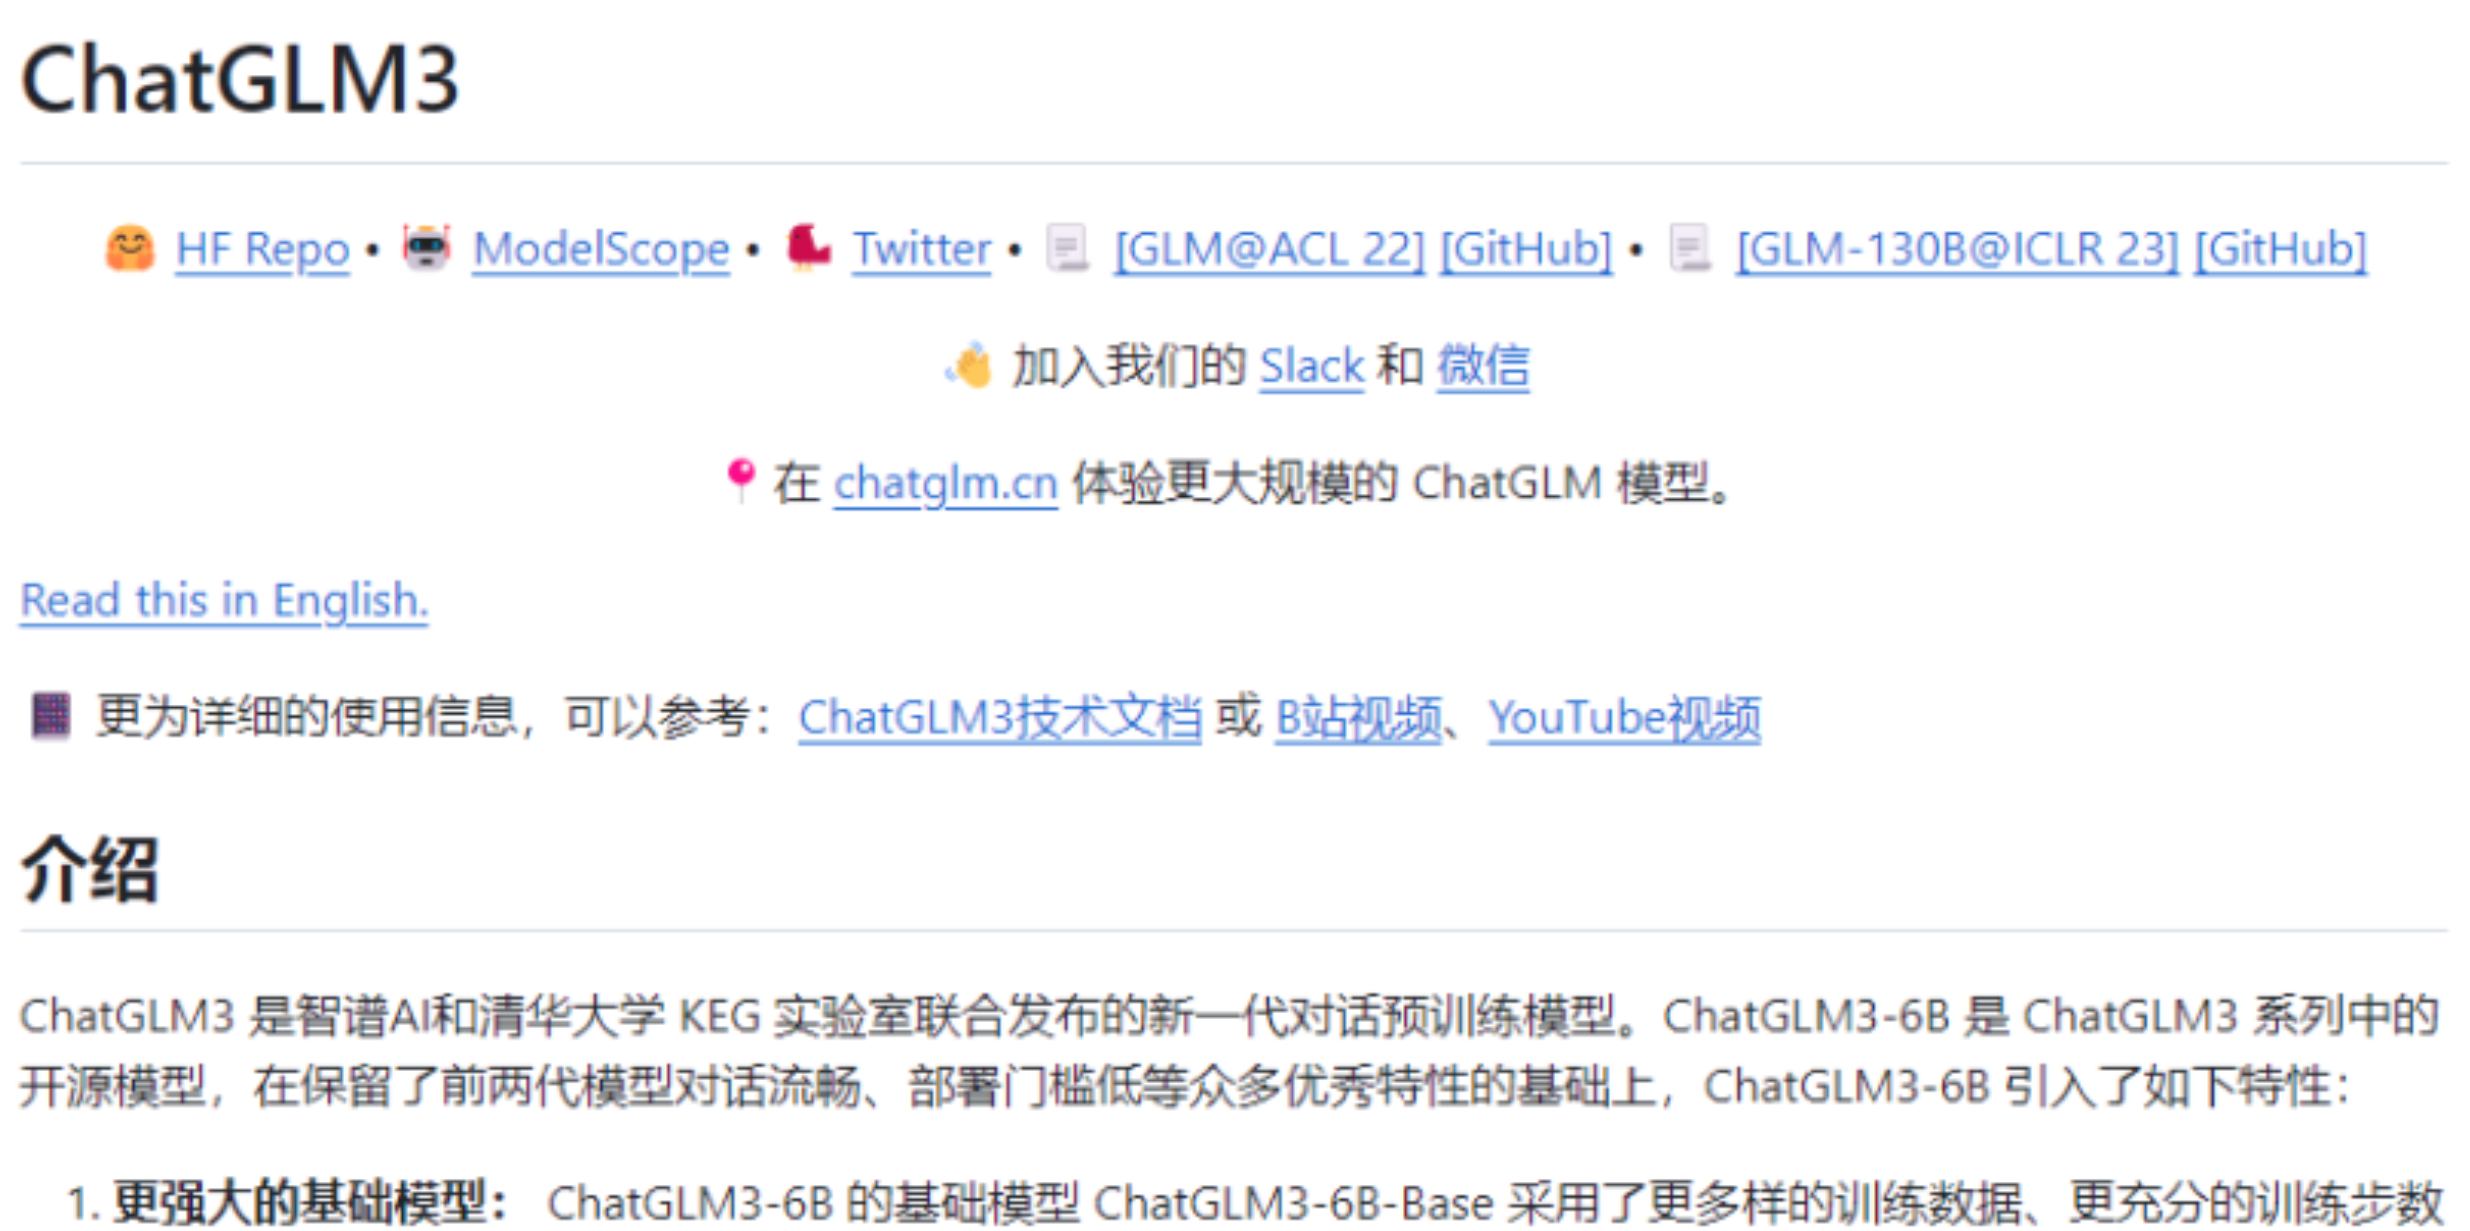 ChatGLM3
🤗 HF Repo • 🤖 ModelScope • 🐦 Twitter • 📃 [GLM@ACL 22] [GitHub] • 📃 [GLM-130B@ICLR 23] [GitHub]
👋 加入我们的 Slack 和 微信
📍在 chatglm.cn 体验更大规模的 ChatGLM 模型。
Read this in English.
📔 更为详细的使用信息，可以参考：ChatGLM3技术文档 或 B站视频、YouTube视频
介绍
ChatGLM3 是智谱AI和清华大学 KEG 实验室联合发布的新一代对话预训练模型。ChatGLM3-6B 是 ChatGLM3 系列中的
开源模型，在保留了前两代模型对话流畅、部署门槛低等众多优秀特性的基础上，ChatGLM3-6B 引入了如下特性：
1. 更强大的基础模型： ChatGLM3-6B 的基础模型 ChatGLM3-6B-Base 采用了更多样的训练数据、更充分的训练步数